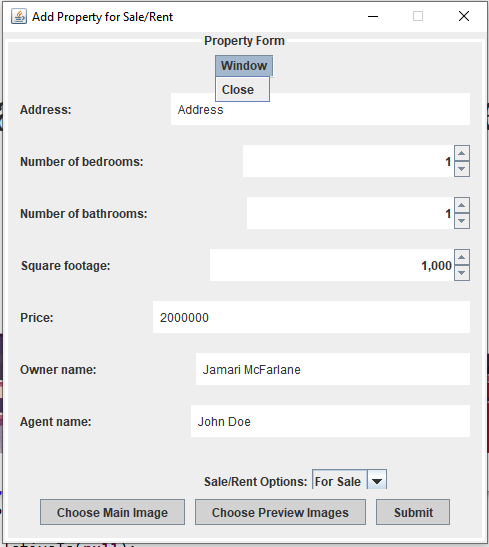 Add Property for Sale/Rent
Property Form
Window
Close
Address: Address
Number of bedrooms: 1
Number of bathrooms: 1
Square footage: 1,000
Price: 2000000
Owner name: Jamari McFarlane
Agent name: John Doe
Sale/Rent Options: For Sale
Choose Main Image Choose Preview Images Submit